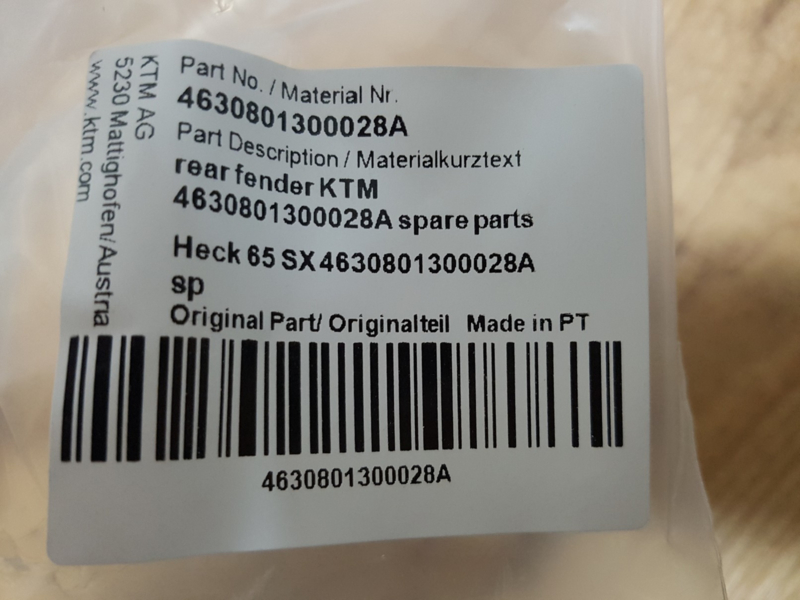 KTM AG
5230 Mattighofen/Austria
www.ktm.com
Part No. / Material Nr.
4630801300028A
Part Description / Materialkurztext
rear fender KTM
4630801300028A spare parts
Heck 65 SX 4630801300028A
sp
Original Part/ Originalteil Made in PT
4630801300028A